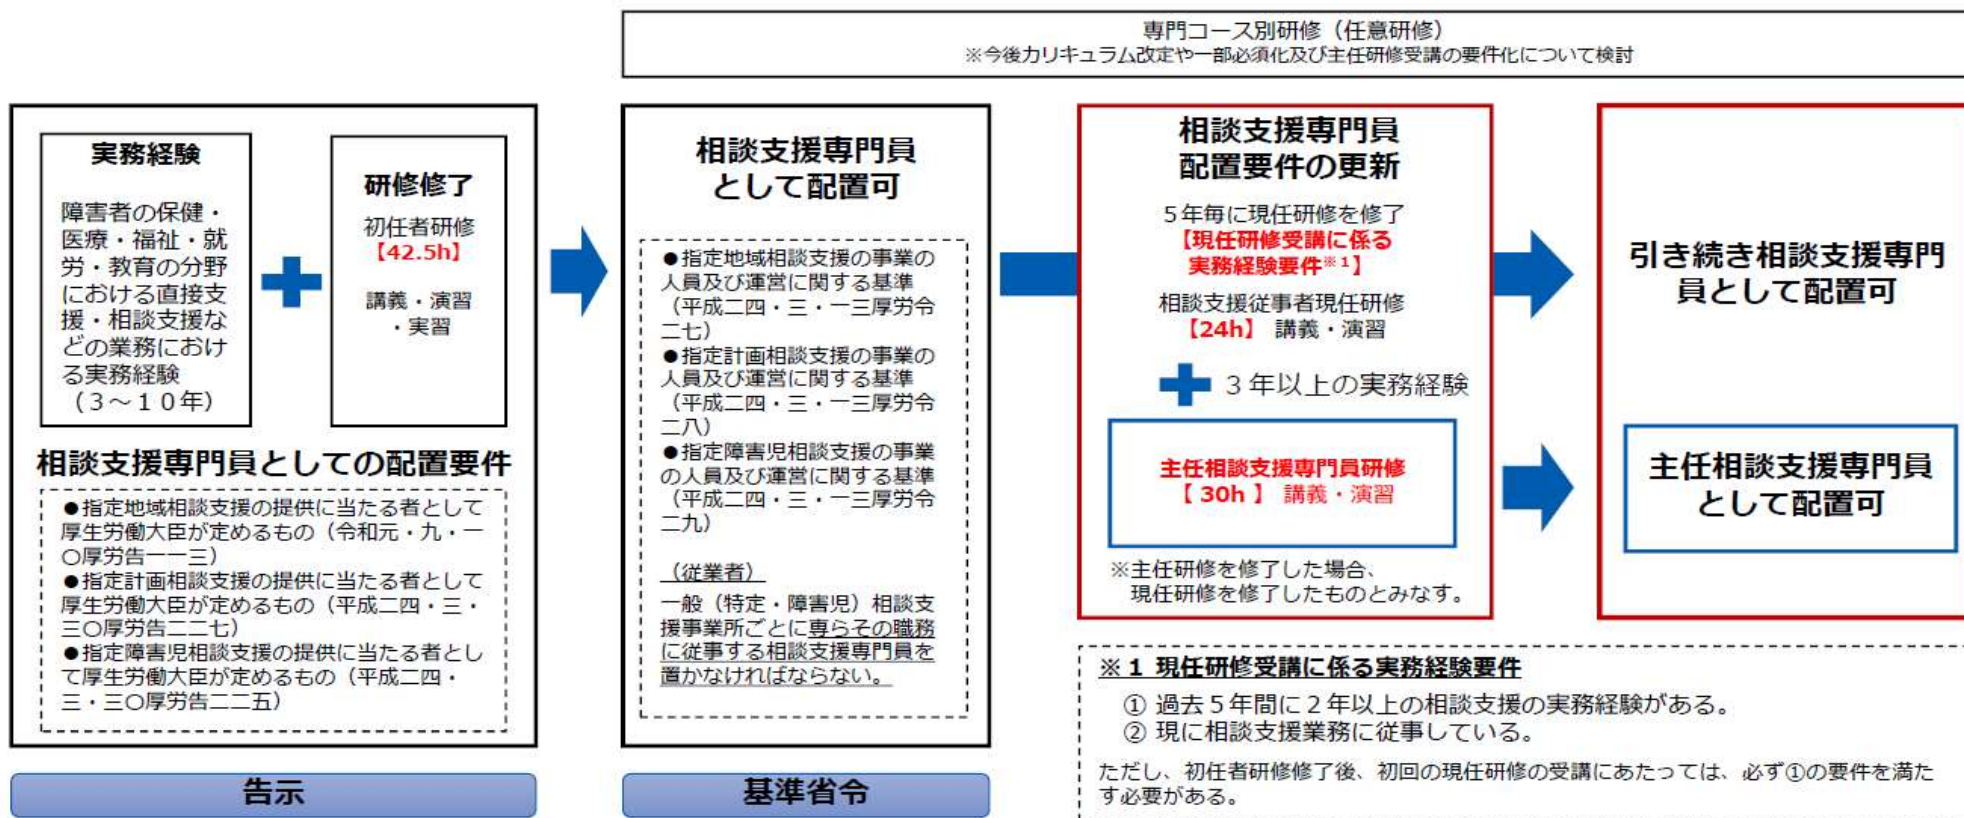 専門コース別研修（任意研修）
※今後カリキュラム改定や一部必須化及び主任研修受講の要件化について検討
実務経験
障害者の保健・
医療・福祉・就
労・教育の分野
における直接支
援・相談支援な
どの業務におけ
る実務経験
（３～１０年）
研修修了
初任者研修
【42.5h】
講義・演習
・実習
相談支援専門員としての配置要件
●指定地域相談支援の提供に当たる者として
厚生労働大臣が定めるもの（令和元・九・一
〇厚労告一一三）
●指定計画相談支援の提供に当たる者として
厚生労働大臣が定めるもの（平成二四・三・
三〇厚労告二二七）
●指定障害児相談支援の提供に当たる者とし
て厚生労働大臣が定めるもの（平成二四・
三・三〇厚労告二二五）
告示
相談支援専門員
として配置可
●指定地域相談支援の事業の
人員及び運営に関する基準
（平成二四・三・一三厚労令
二七）
●指定計画相談支援の事業の
人員及び運営に関する基準
（平成二四・三・一三厚労令
二八）
●指定障害児相談支援の事業
の人員及び運営に関する基準
（平成二四・三・一三厚労令
二九）
（従業者）
一般（特定・障害児）相談支
援事業所ごとに専らその職務
に従事する相談支援専門員を
置かなければならない。
基準省令
相談支援専門員
配置要件の更新
５年毎に現任研修を修了
【現任研修受講に係る
実務経験要件※１】
相談支援従事者現任研修
【24h】 講義・演習
３年以上の実務経験
主任相談支援専門員研修
【 30h 】 講義・演習
※主任研修を修了した場合、
現任研修を修了したものとみなす。
引き続き相談支援専門
員として配置可
主任相談支援専門員
として配置可
※１ 現任研修受講に係る実務経験要件
① 過去５年間に２年以上の相談支援の実務経験がある。
② 現に相談支援業務に従事している。
ただし、初任者研修修了後、初回の現任研修の受講にあたっては、必ず①の要件を満た
す必要がある。